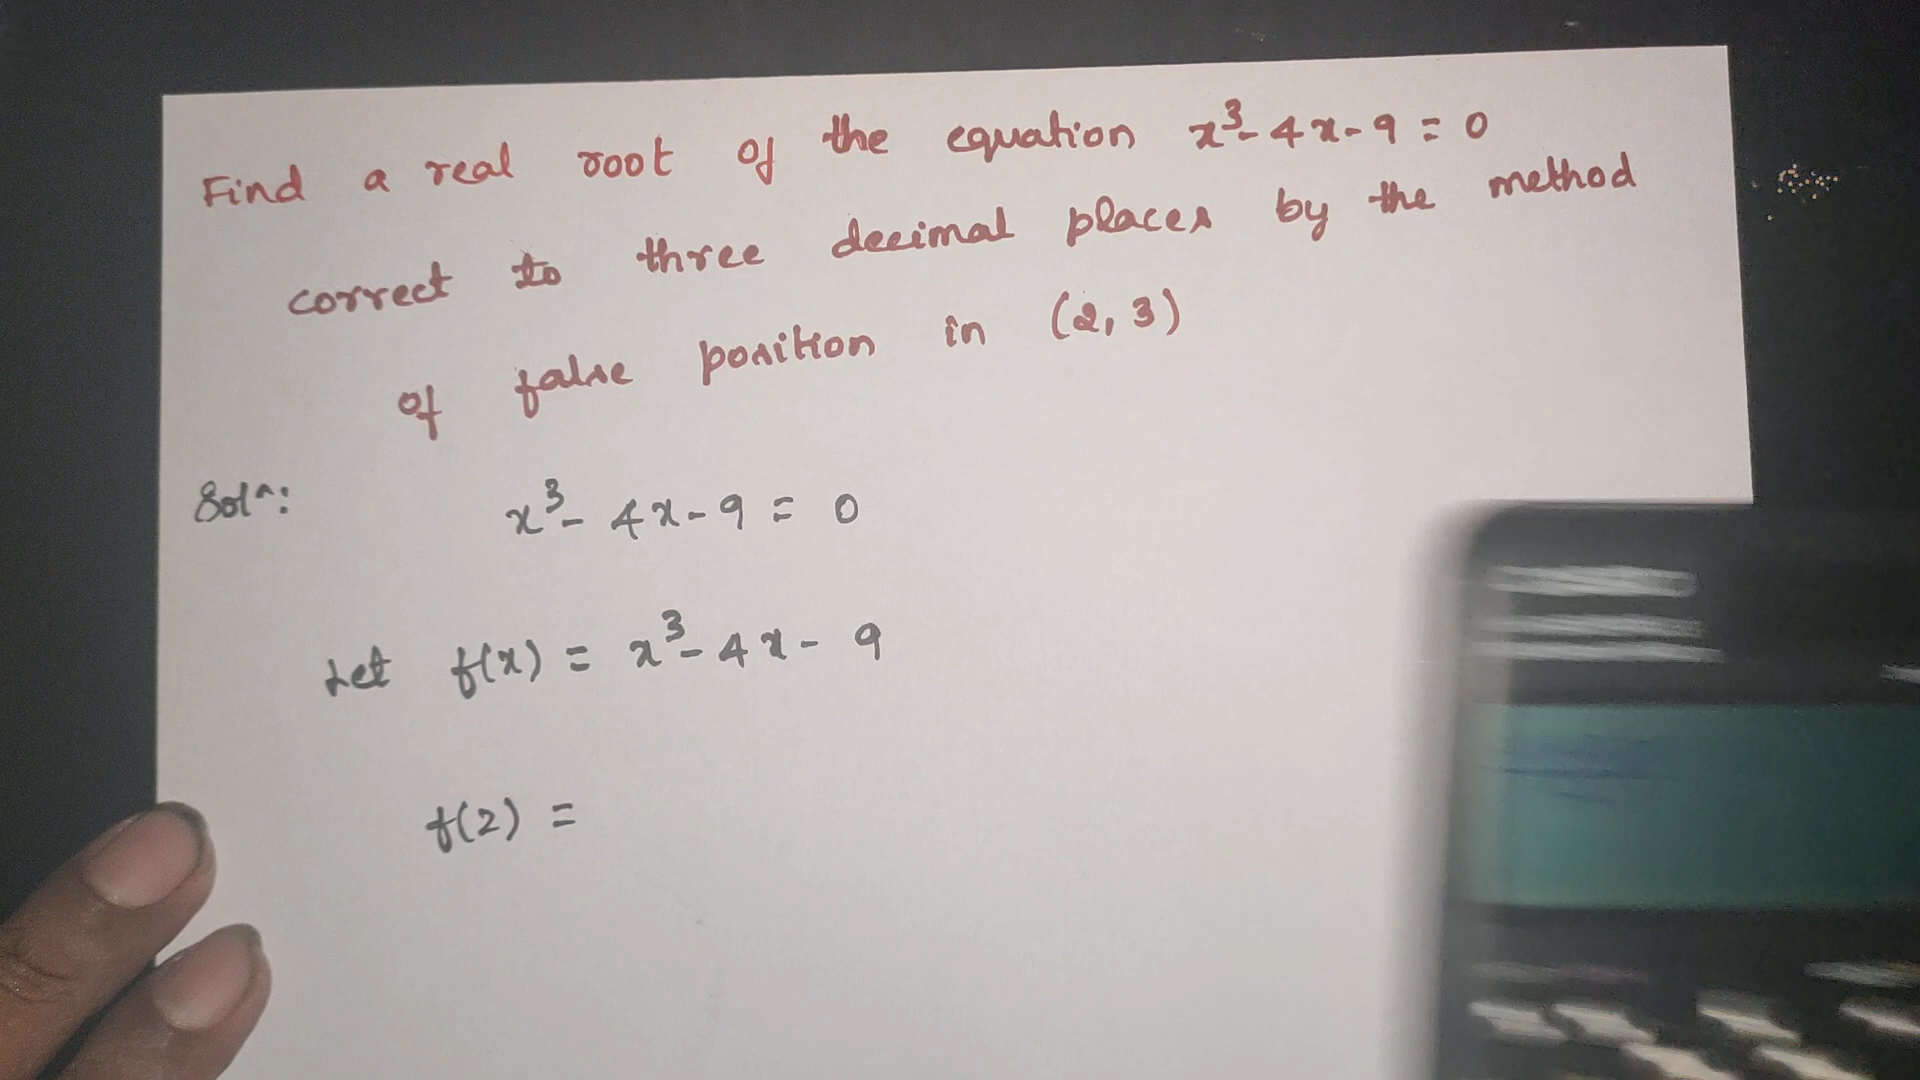 Find a real root of the equation x³-4x-9=0
correct to three decimal places by the method
of false position in (2,3)
Solⁿ: x³-4x-9=0
Let f(x) = x³-4x-9
f(2) =